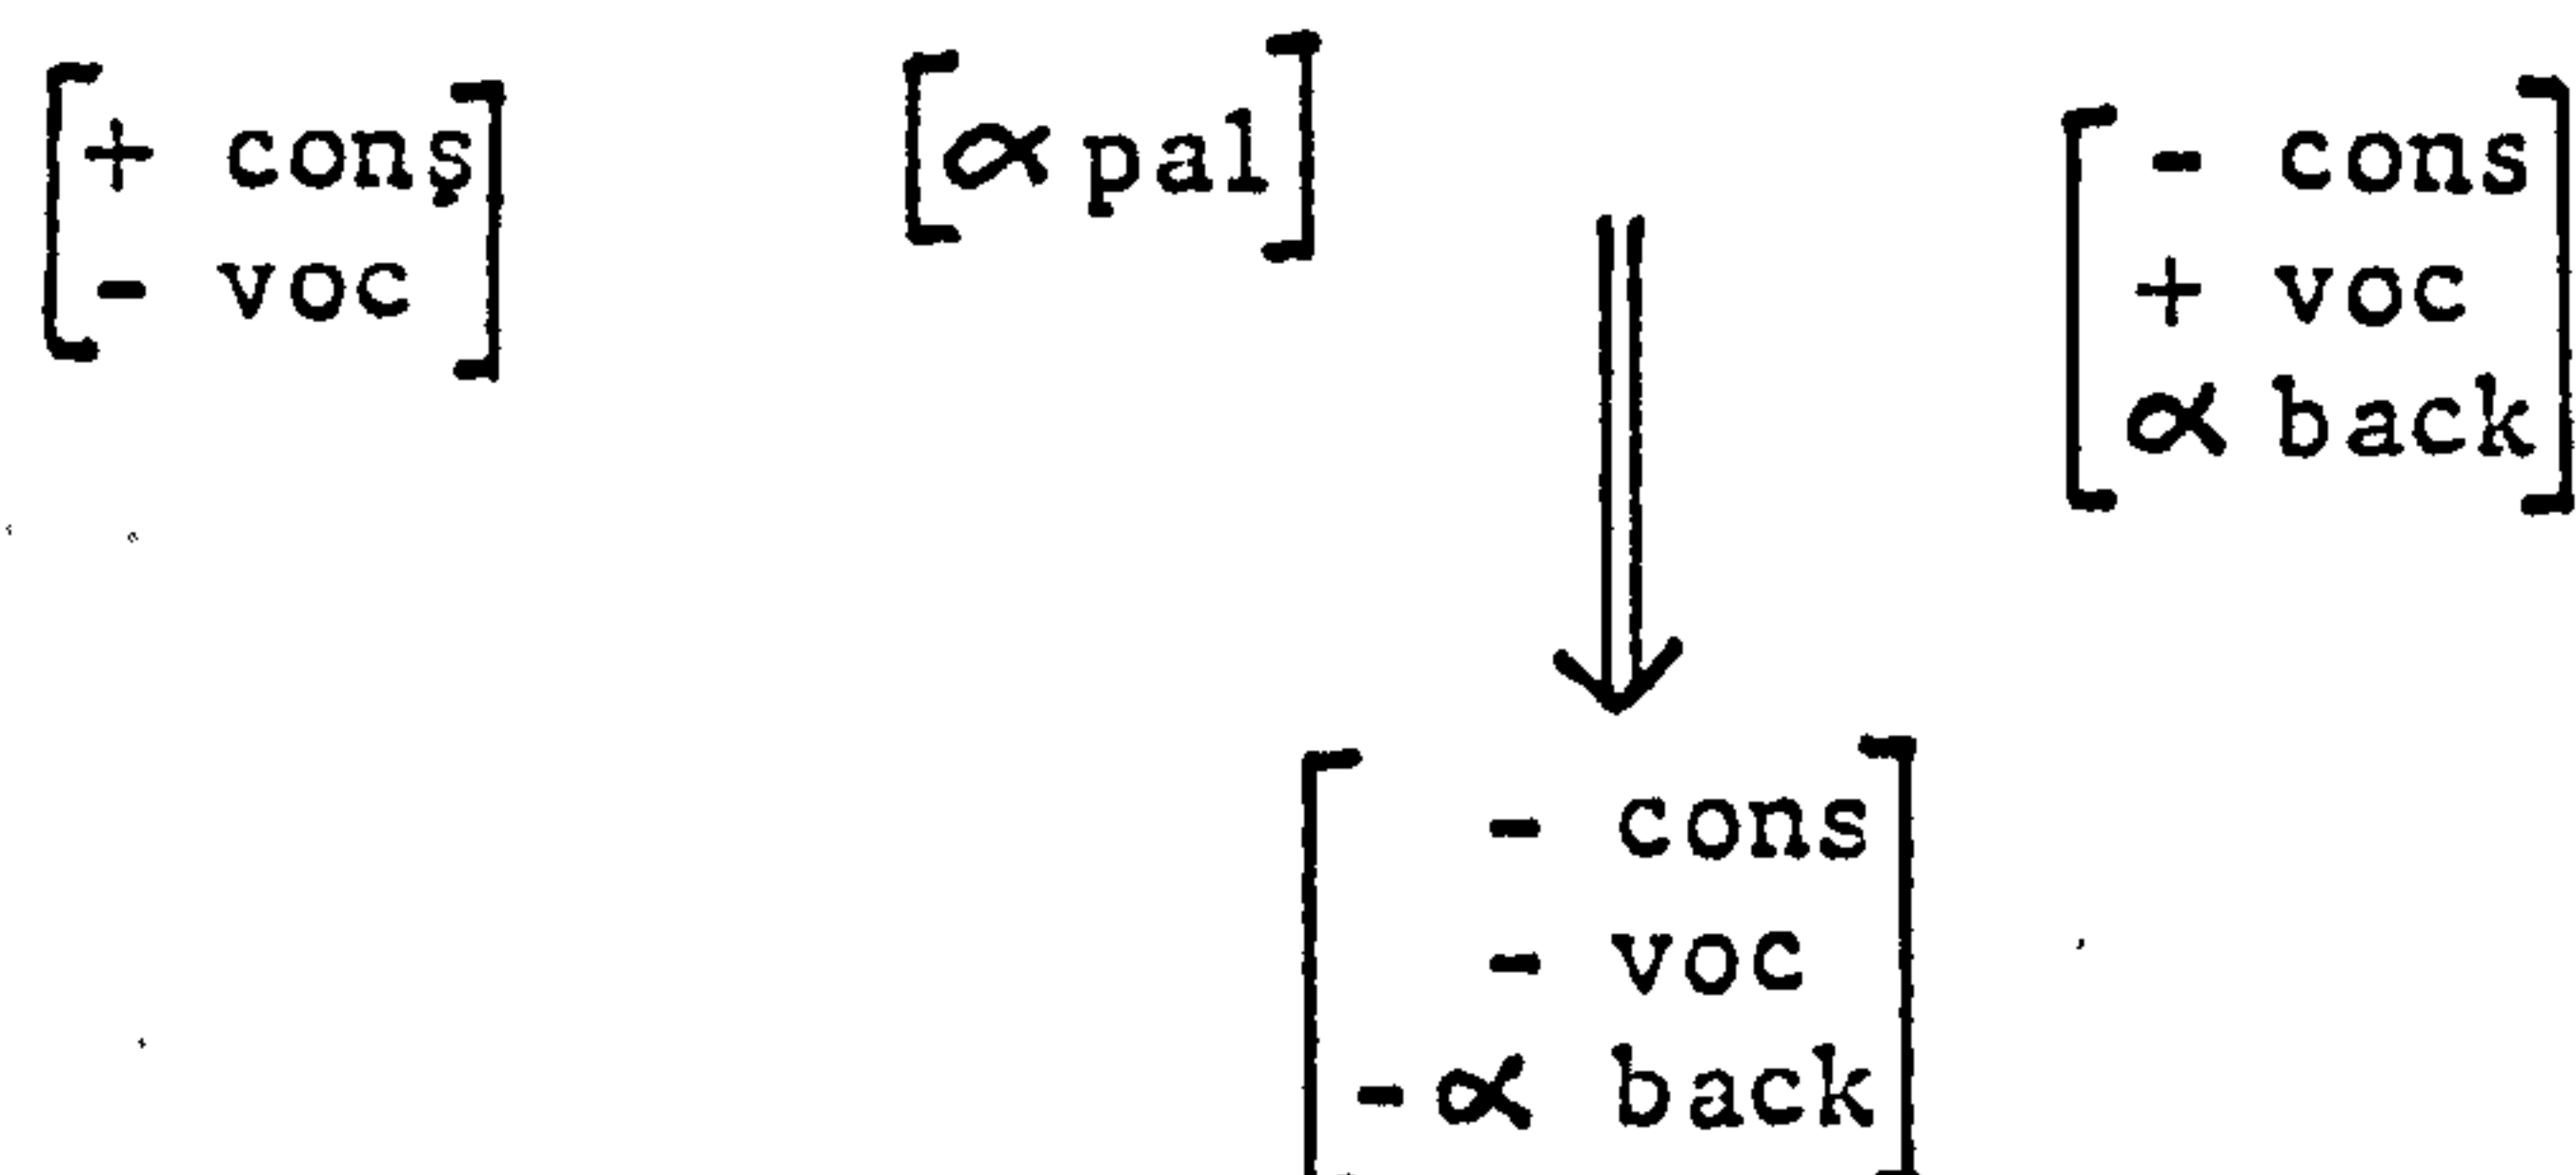 [+ cons] [α pal] [- cons]
[- voc] [+ voc]
[α back]
[- cons]
[- voc]
[-α back]